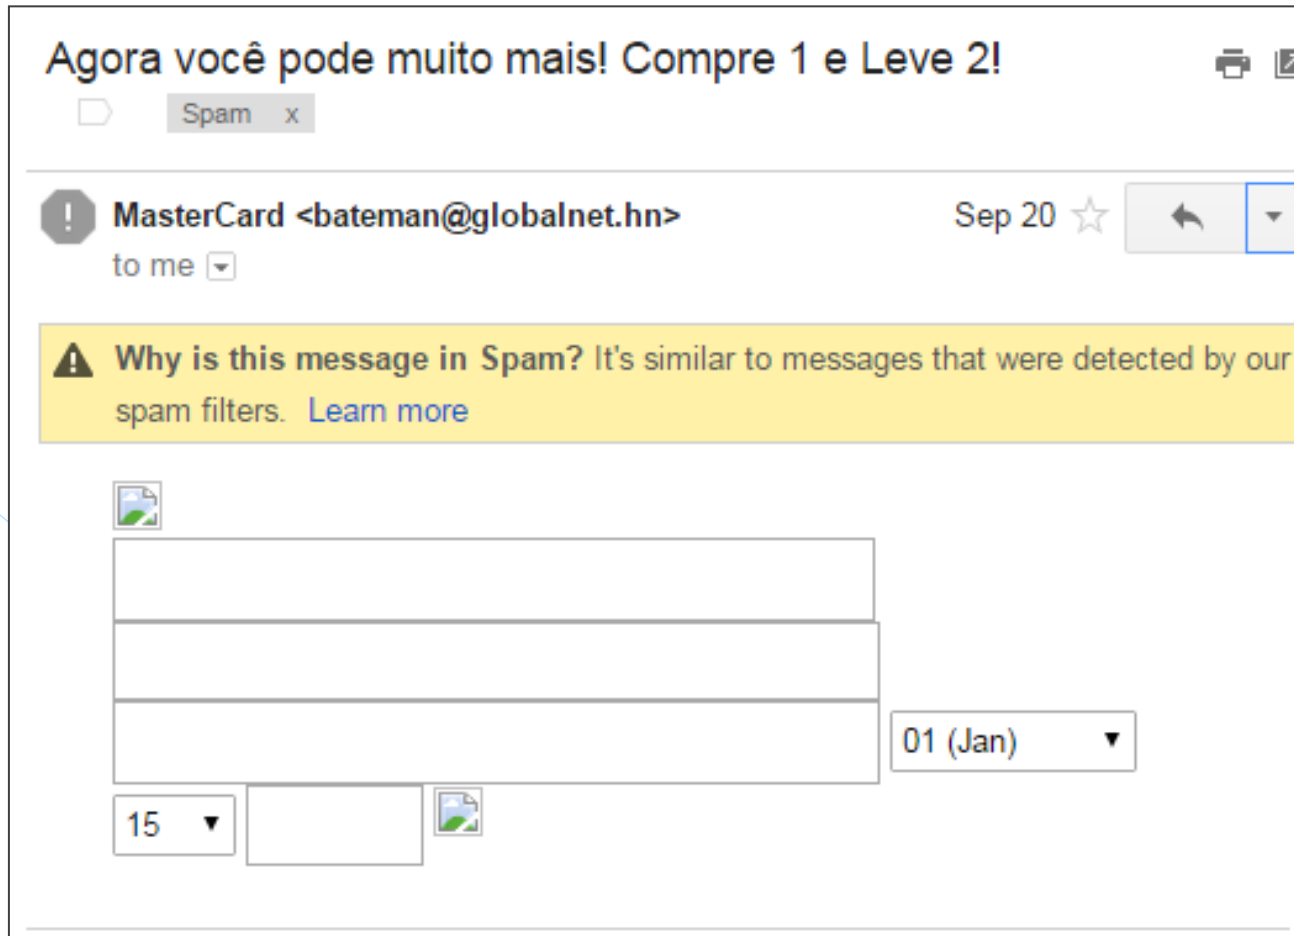 Agora você pode muito mais! Compre 1 e Leve 2!
Spam x
MasterCard <bateman@globalnet.hn> Sep 20
to me
Why is this message in Spam? It's similar to messages that were detected by our
spam filters. Learn more
01 (Jan)
15